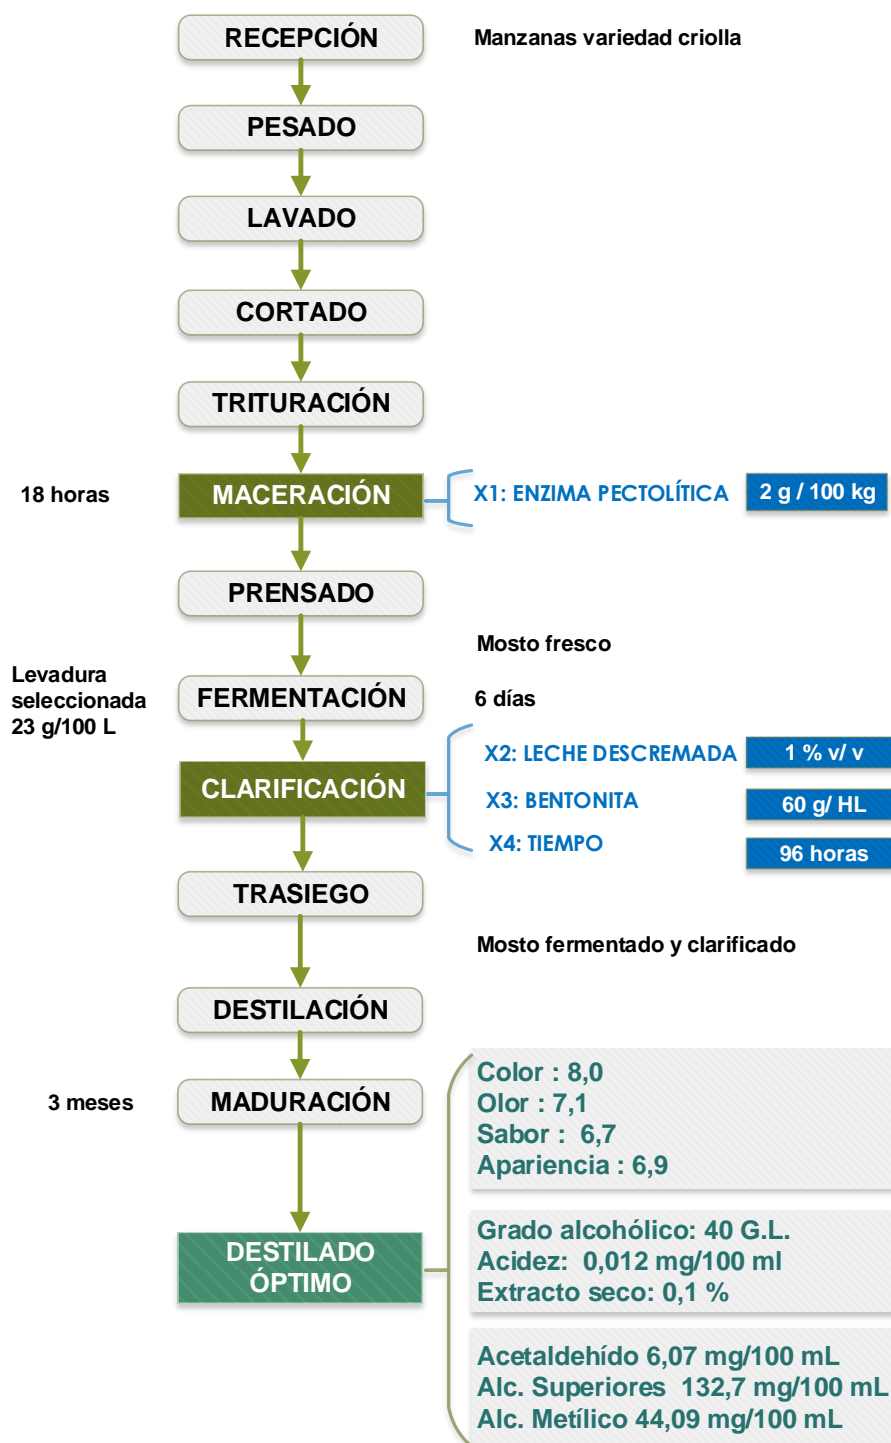 RECEPCIÓN
Manzanas variedad criolla
PESADO
LAVADO
CORTADO
TRITURACIÓN
18 horas
MACERACIÓN
X1: ENZIMA PECTOLÍTICA
2 g / 100 kg
PRENSADO
Mosto fresco
Levadura
seleccionada
23 g/100 L
FERMENTACIÓN
6 días
CLARIFICACIÓN
X2: LECHE DESCREMADA
1 % v/ v
X3: BENTONITA
60 g/ HL
X4: TIEMPO
96 horas
TRASIEGO
Mosto fermentado y clarificado
DESTILACIÓN
3 meses
MADURACIÓN
Color : 8,0
Olor : 7,1
Sabor :  6,7
Apariencia : 6,9
DESTILADO
ÓPTIMO
Grado alcohólico: 40 G.L.
Acidez:  0,012 mg/100 ml
Extracto seco: 0,1 %
Acetaldehído 6,07 mg/100 mL
Alc. Superiores  132,7 mg/100 mL
Alc. Metílico 44,09 mg/100 mL